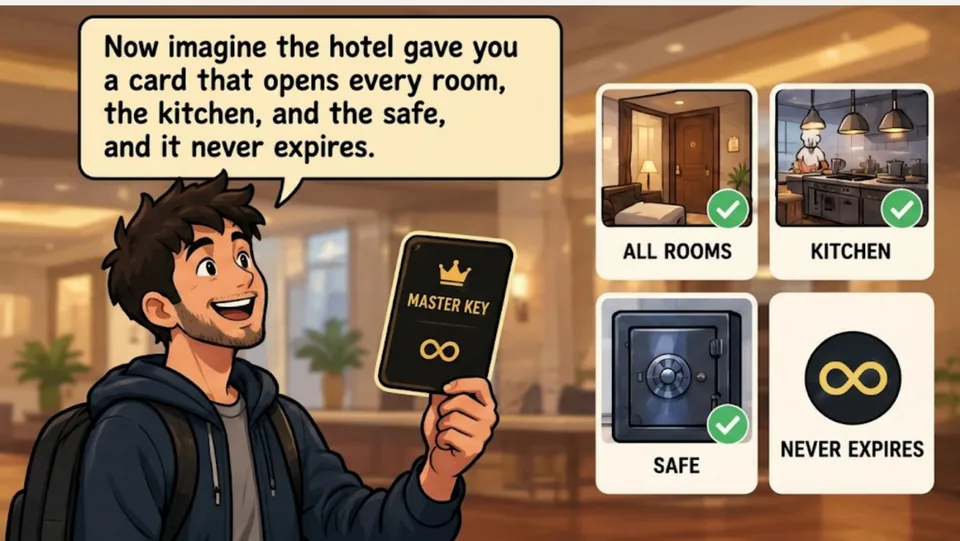 Now imagine the hotel gave you
a card that opens every room,
the kitchen, and the safe,
and it never expires.
MASTER KEY
ALL ROOMS
KITCHEN
SAFE
NEVER EXPIRES